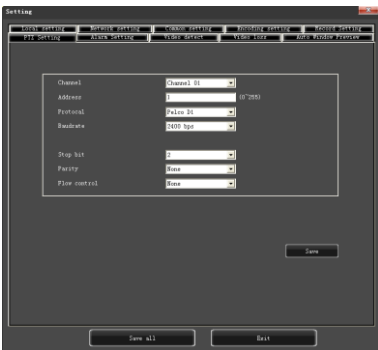 Setting
Local setting Network setting Common setting Encoding setting Record Setting
PTZ Setting Alarm Setting Video detect Video loss Auto Window Preview
Channel Channel 01
Address 1 (0~255)
Protocal Pelco D1
Baudrate 2400 bps
Stop bit 2
Parity None
Flow control None
Save
Save all Exit